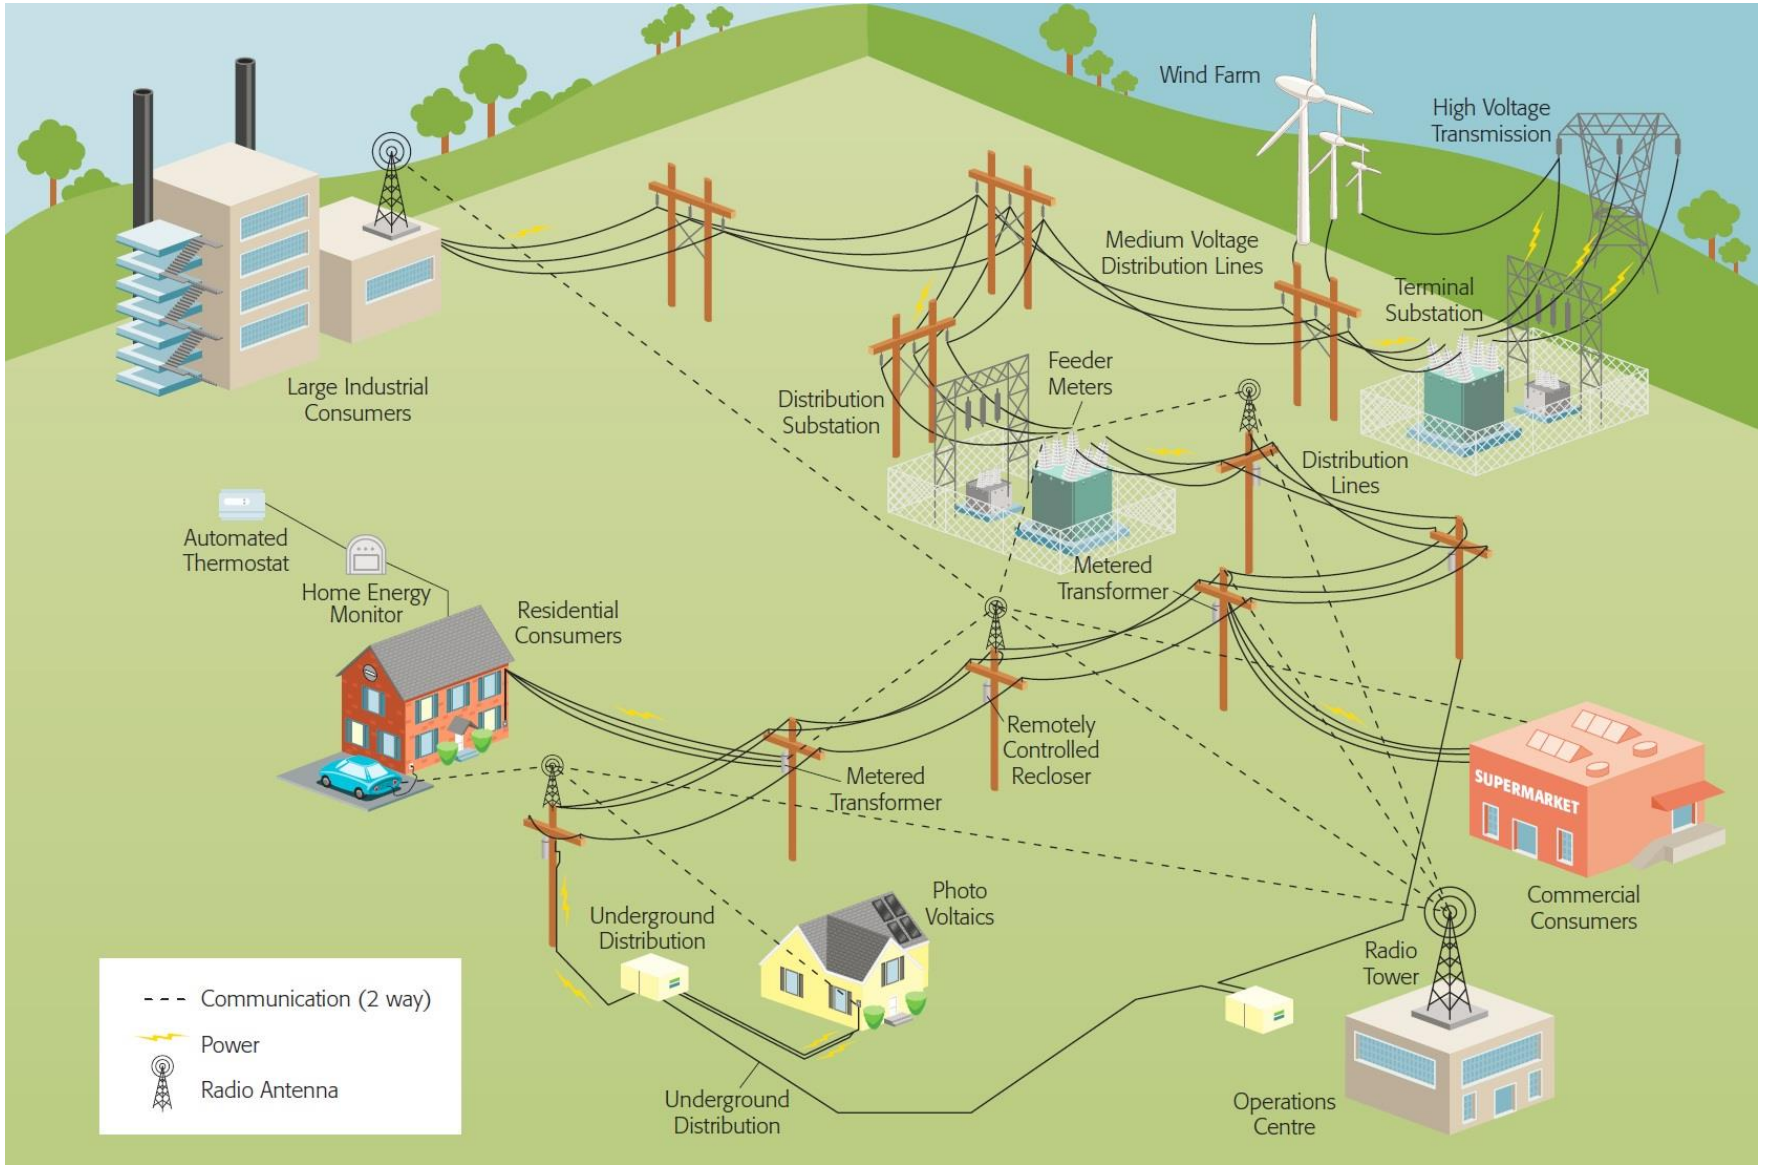 Wind Farm
High Voltage
Transmission
Medium Voltage
Distribution Lines
Terminal
Substation
Large Industrial
Consumers
Distribution
Substation
Feeder
Meters
Distribution
Lines
Automated
Thermostat
Home Energy
Monitor
Residential
Consumers
Metered
Transformer
Remotely
Controlled
Recloser
Metered
Transformer
SUPERMARKET
Commercial
Consumers
Photo
Voltaics
Underground
Distribution
Radio
Tower
Communication (2 way)
Power
Radio Antenna
Underground
Distribution
Operations
Centre